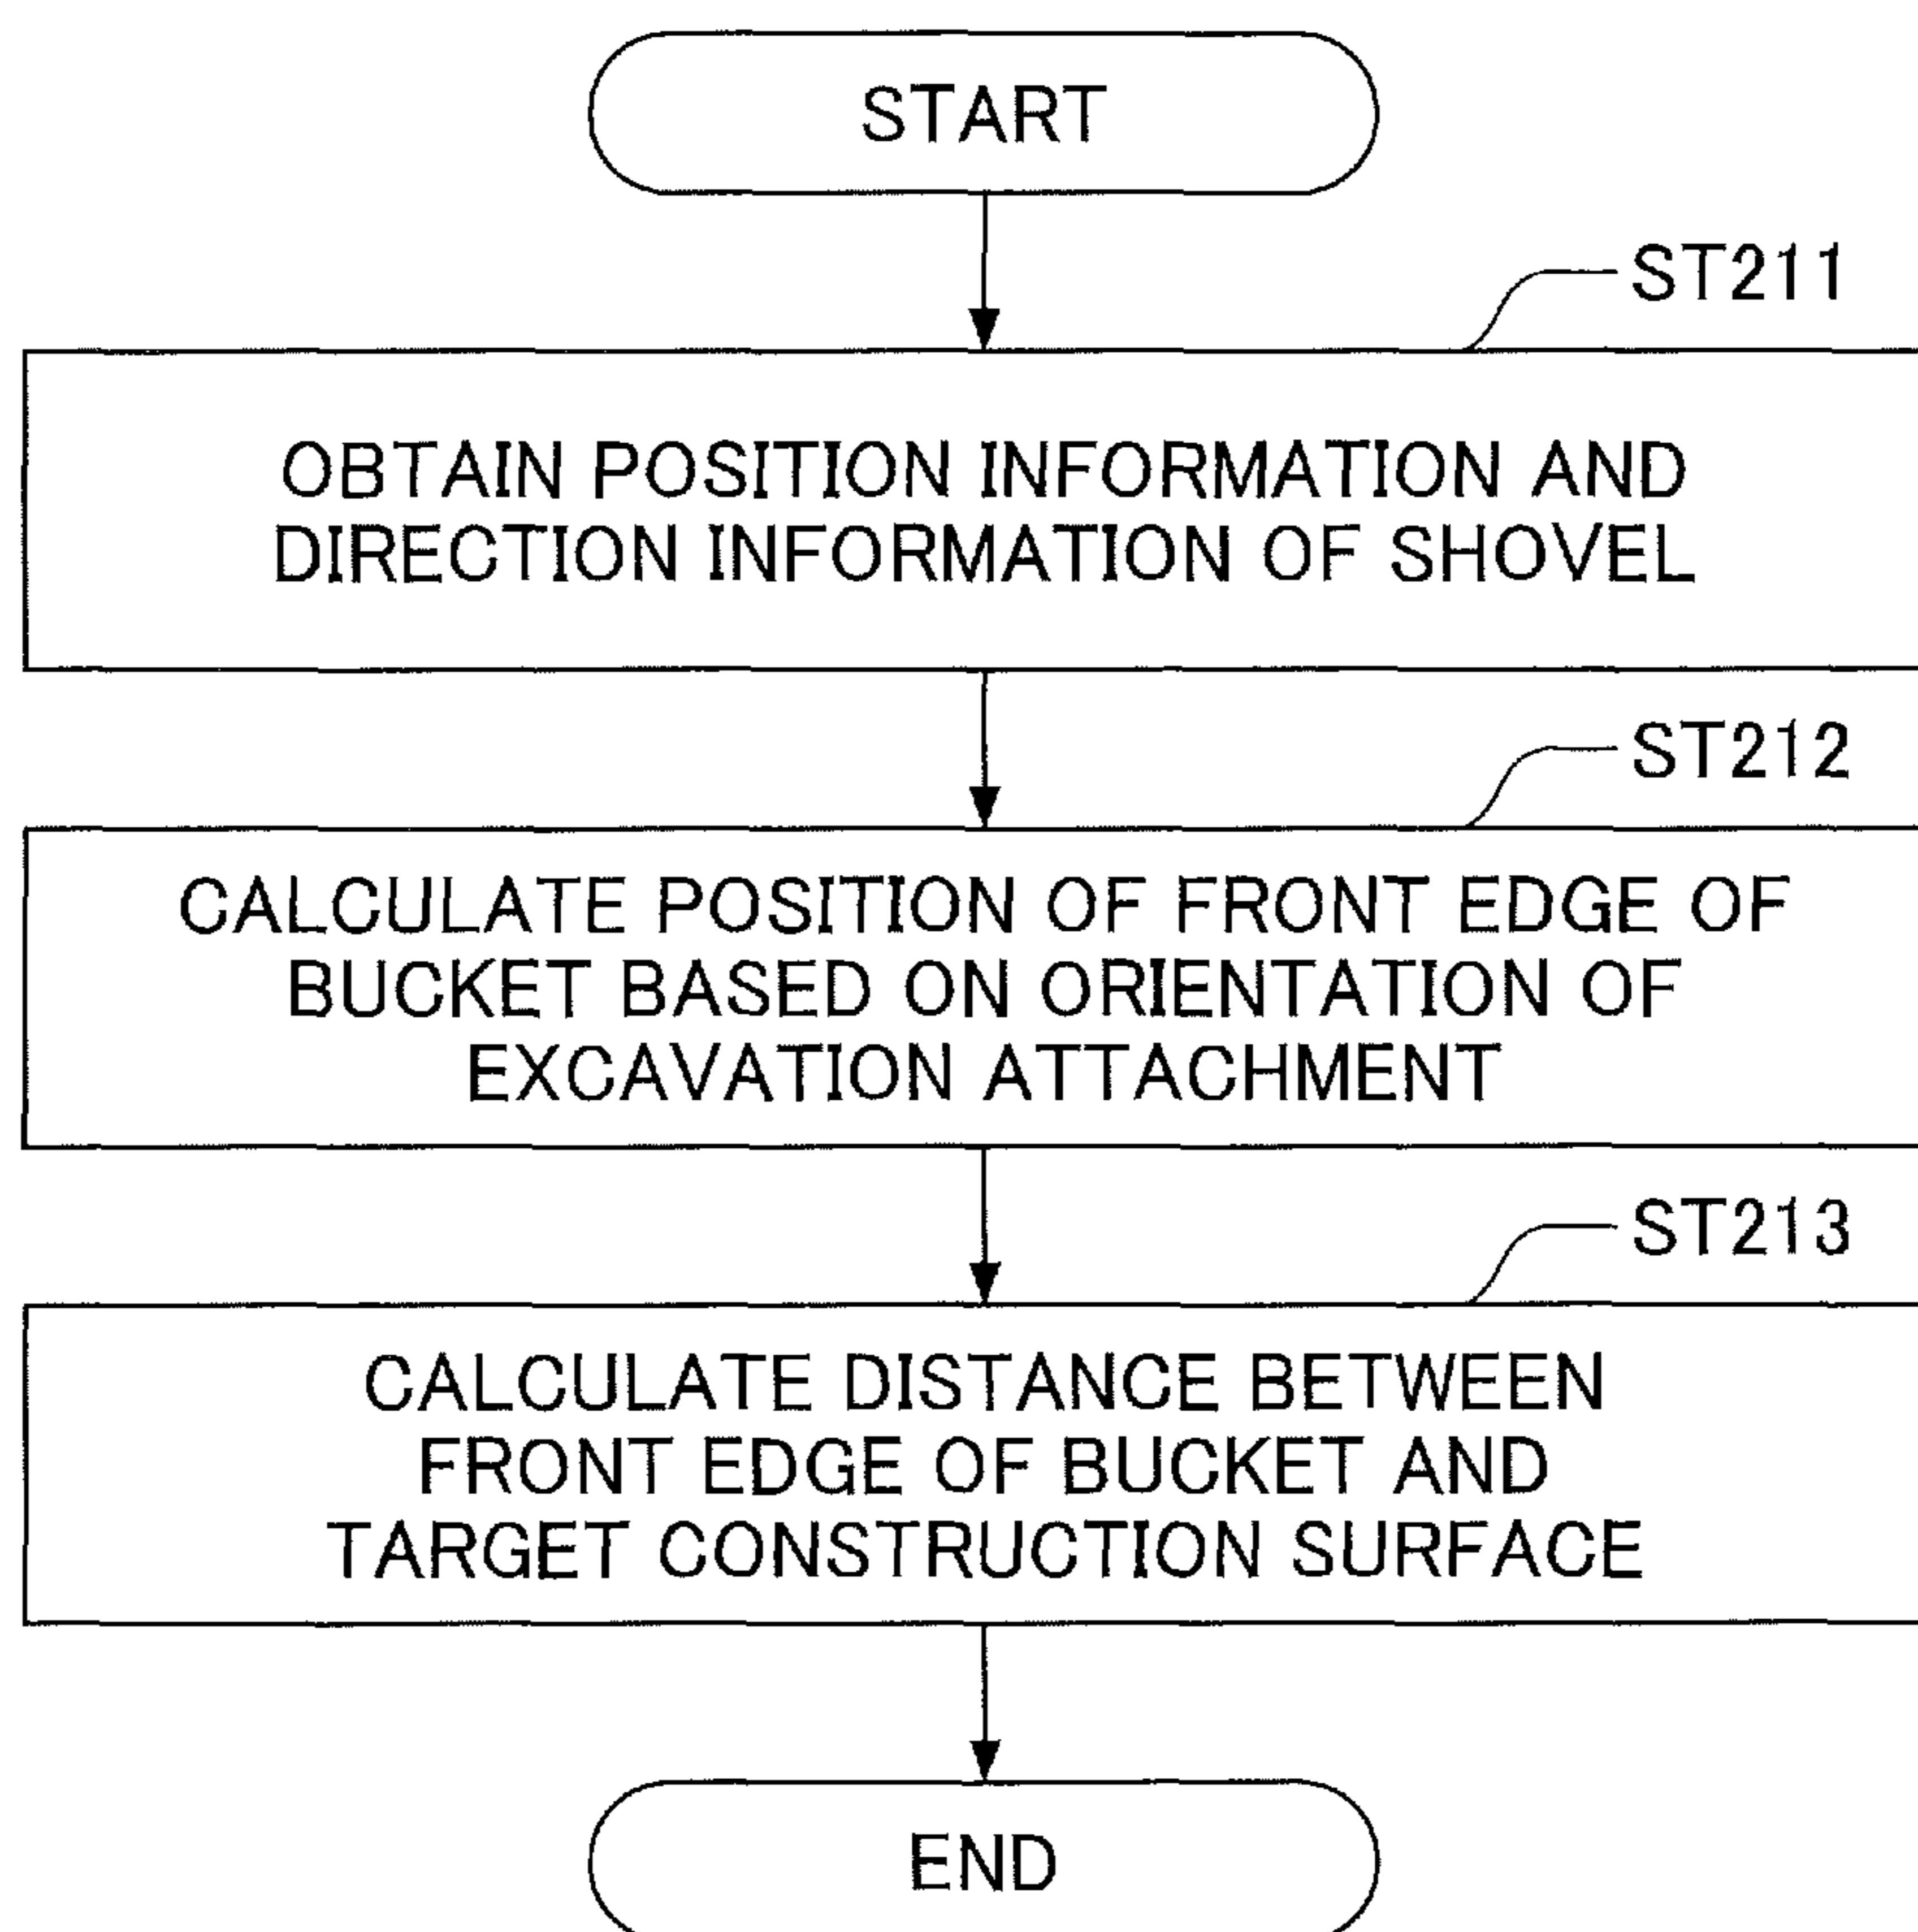 START
ST211
OBTAIN POSITION INFORMATION AND
DIRECTION INFORMATION OF SHOVEL
ST212
CALCULATE POSITION OF FRONT EDGE OF
BUCKET BASED ON ORIENTATION OF
EXCAVATION ATTACHMENT
ST213
CALCULATE DISTANCE BETWEEN
FRONT EDGE OF BUCKET AND
TARGET CONSTRUCTION SURFACE
END